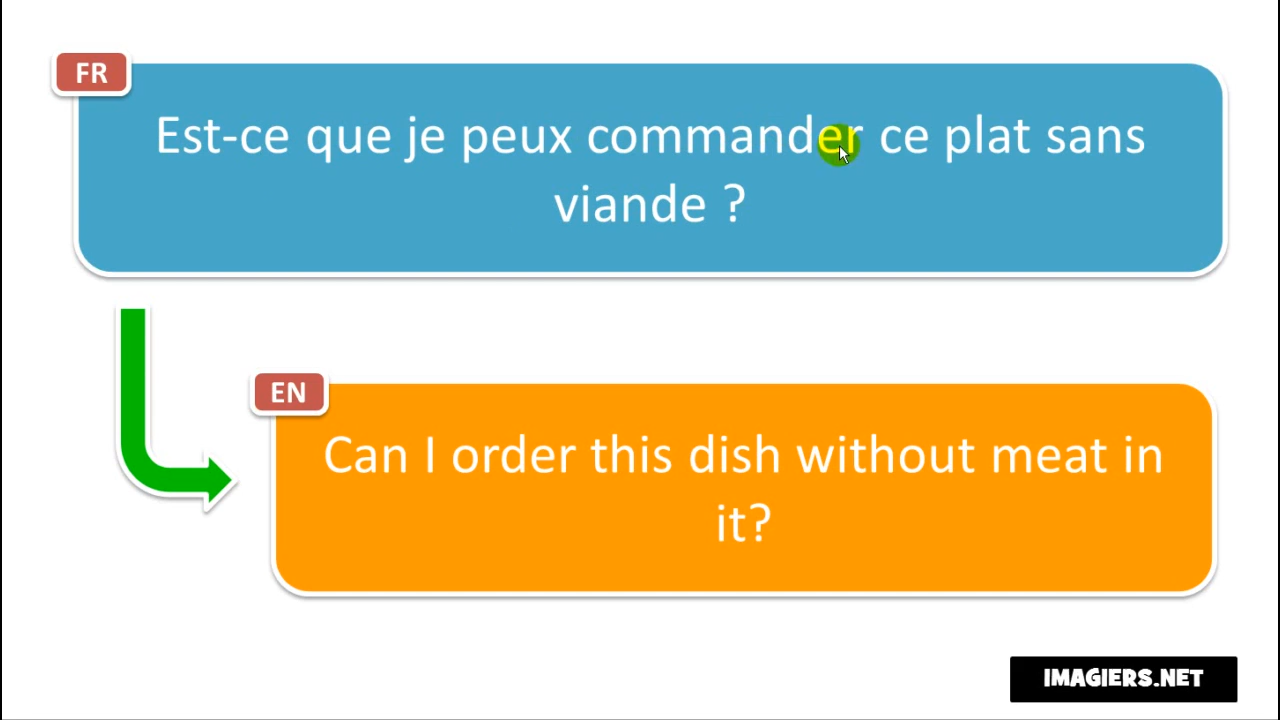 FR
Est-ce que je peux commander ce plat sans
viande ?
EN
Can I order this dish without meat in
it?
IMAGIERS.NET